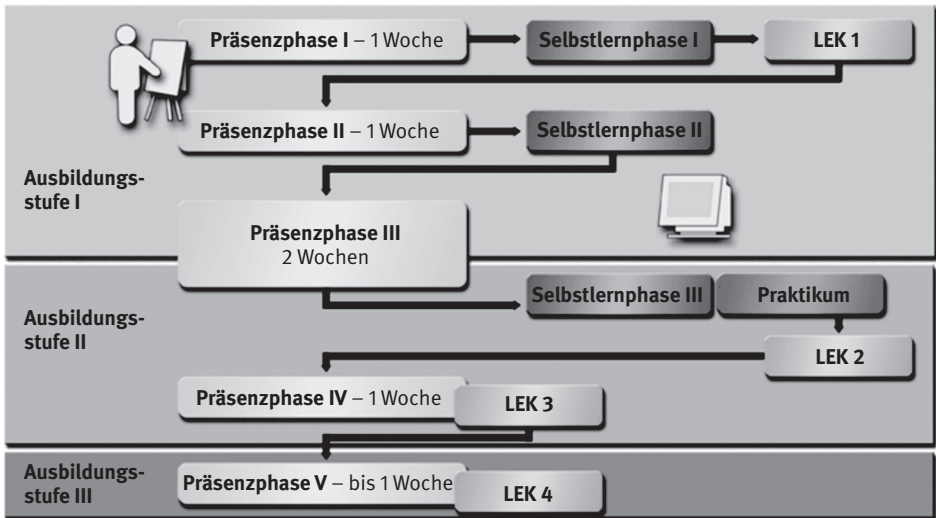 Präsenzphase I – 1 Woche
Selbstlernphase I
LEK 1
Präsenzphase II – 1 Woche
Selbstlernphase II
Ausbildungs-
stufe I
Präsenzphase III
2 Wochen
Selbstlernphase III
Praktikum
Ausbildungs-
stufe II
LEK 2
Präsenzphase IV – 1 Woche
LEK 3
Ausbildungs-
stufe III
Präsenzphase V – bis 1 Woche
LEK 4